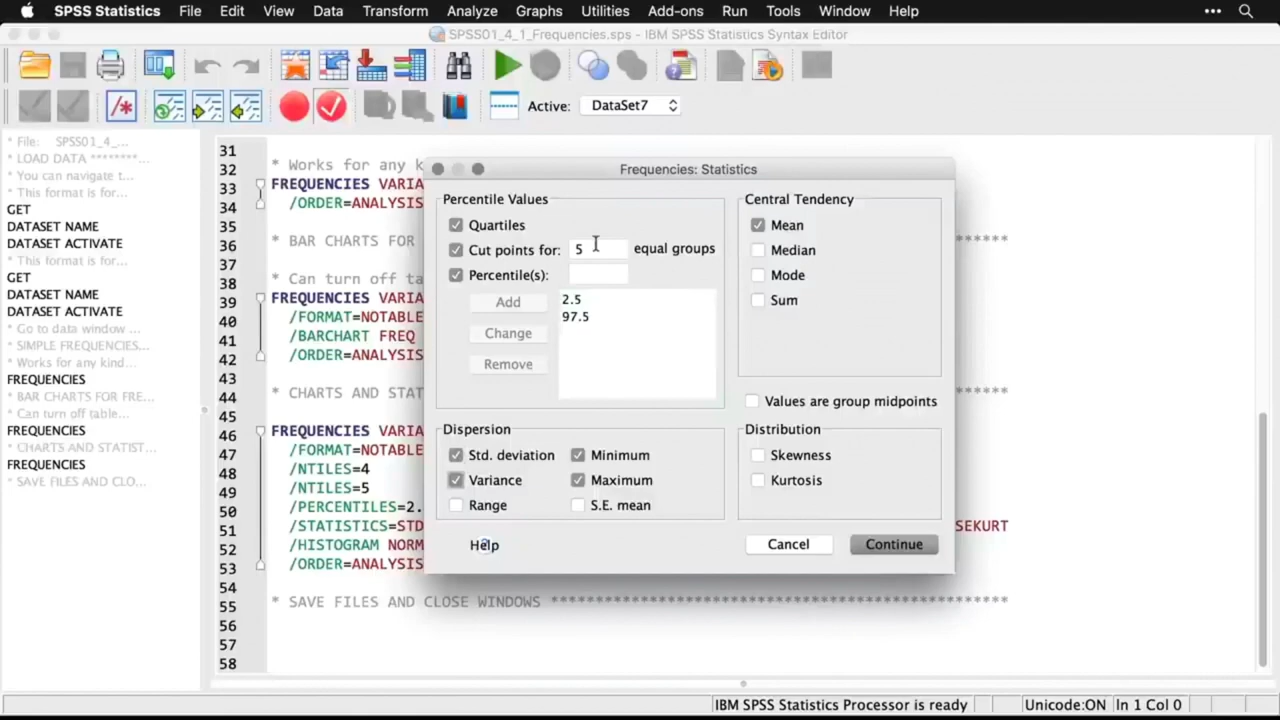 SPSS Statistics File Edit View Data Transform Analyze Graphs Utilities Add-ons Run Tools Window Help
SPSS01_4_1_Frequencies.sps - IBM SPSS Statistics Syntax Editor
Active: DataSet7
* File: SPSS01_4_...
* LOAD DATA ********...
* You can navigate t...
* This format is for...
GET
DATASET NAME
DATASET ACTIVATE
* This format is for...
GET
DATASET NAME
DATASET ACTIVATE
* Go to data window ...
* SIMPLE FREQUENCIES...
* Works for any kind...
FREQUENCIES
* BAR CHARTS FOR FRE...
* Can turn off table...
FREQUENCIES
* CHARTS AND STATIST...
FREQUENCIES
* SAVE FILES AND CLO...
31
32 * Works for any k
33 FREQUENCIES VARIA
34 /ORDER=ANALYSIS
35
36 * BAR CHARTS FOR
37
38 * Can turn off ta
39 FREQUENCIES VARIA
40 /FORMAT=NOTABLE
41 /BARCHART FREQ
42 /ORDER=ANALYSIS
43
44 * CHARTS AND STAT
45
46 FREQUENCIES VARIA
47 /FORMAT=NOTABLE
48 /NTILES=4
49 /NTILES=5
50 /PERCENTILES=2.
51 /STATISTICS=STD SEKURT
52 /HISTOGRAM NORM
53 /ORDER=ANALYSIS
54
55 * SAVE FILES AND CLOSE WINDOWS **************************************************
56
57
58
Frequencies: Statistics
Percentile Values
Quartiles
Cut points for: 5 equal groups
Percentile(s):
Add
Change
Remove
2.5
97.5
Central Tendency
Mean
Median
Mode
Sum
Values are group midpoints
Dispersion
Std. deviation Minimum
Variance Maximum
Range S.E. mean
Distribution
Skewness
Kurtosis
Help Cancel Continue
IBM SPSS Statistics Processor is ready Unicode:ON In 1 Col 0